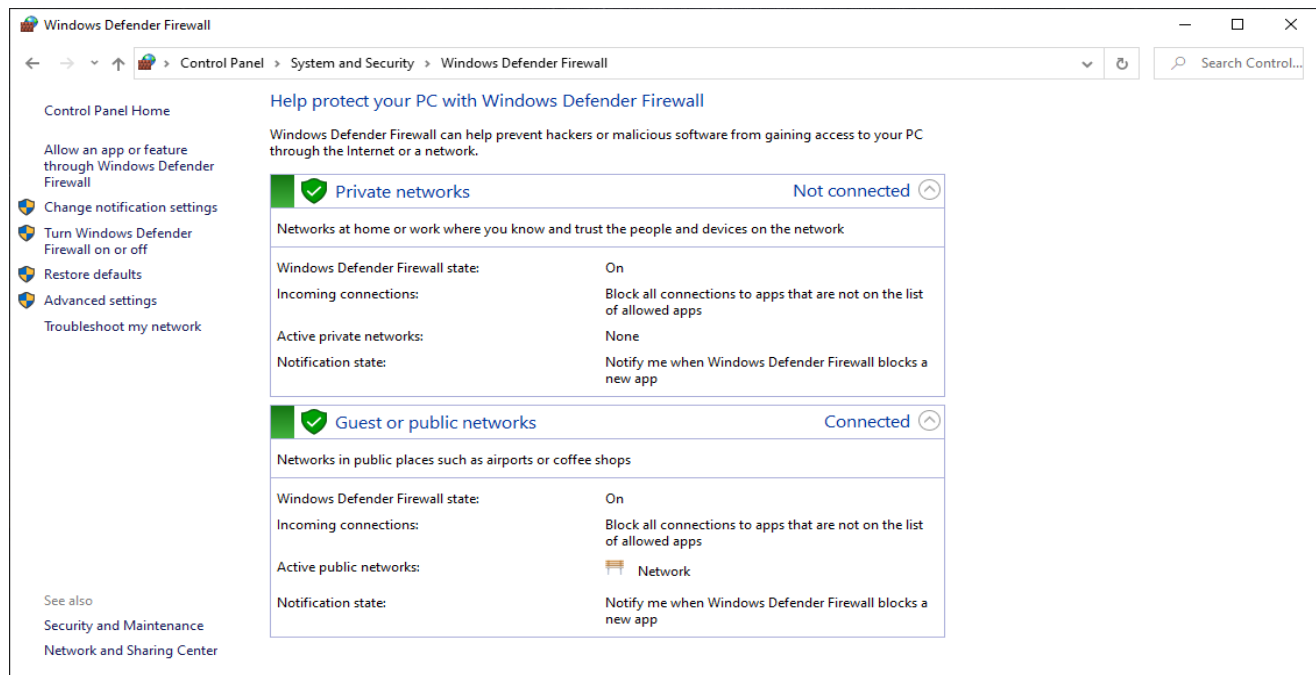 Windows Defender Firewall
Control Panel > System and Security > Windows Defender Firewall
Search Control...
Control Panel Home
Allow an app or feature
through Windows Defender
Firewall
Change notification settings
Turn Windows Defender
Firewall on or off
Restore defaults
Advanced settings
Troubleshoot my network
See also
Security and Maintenance
Network and Sharing Center
Help protect your PC with Windows Defender Firewall
Windows Defender Firewall can help prevent hackers or malicious software from gaining access to your PC
through the Internet or a network.
Private networks Not connected
Networks at home or work where you know and trust the people and devices on the network
Windows Defender Firewall state: On
Incoming connections: Block all connections to apps that are not on the list
of allowed apps
Active private networks: None
Notification state: Notify me when Windows Defender Firewall blocks a
new app
Guest or public networks Connected
Networks in public places such as airports or coffee shops
Windows Defender Firewall state: On
Incoming connections: Block all connections to apps that are not on the list
of allowed apps
Active public networks: Network
Notification state: Notify me when Windows Defender Firewall blocks a
new app